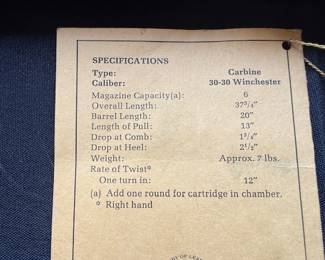 SPECIFICATIONS
Type: Carbine
Caliber: 30-30 Winchester
Magazine Capacity(a): 6
Overall Length: 37¾"
Barrel Length: 20"
Length of Pull: 13"
Drop at Comb: 1¾"
Drop at Heel: 2½"
Weight: Approx. 7 lbs.
Rate of Twist*
One turn in: 12"
(a) Add one round for cartridge in chamber.
* Right hand